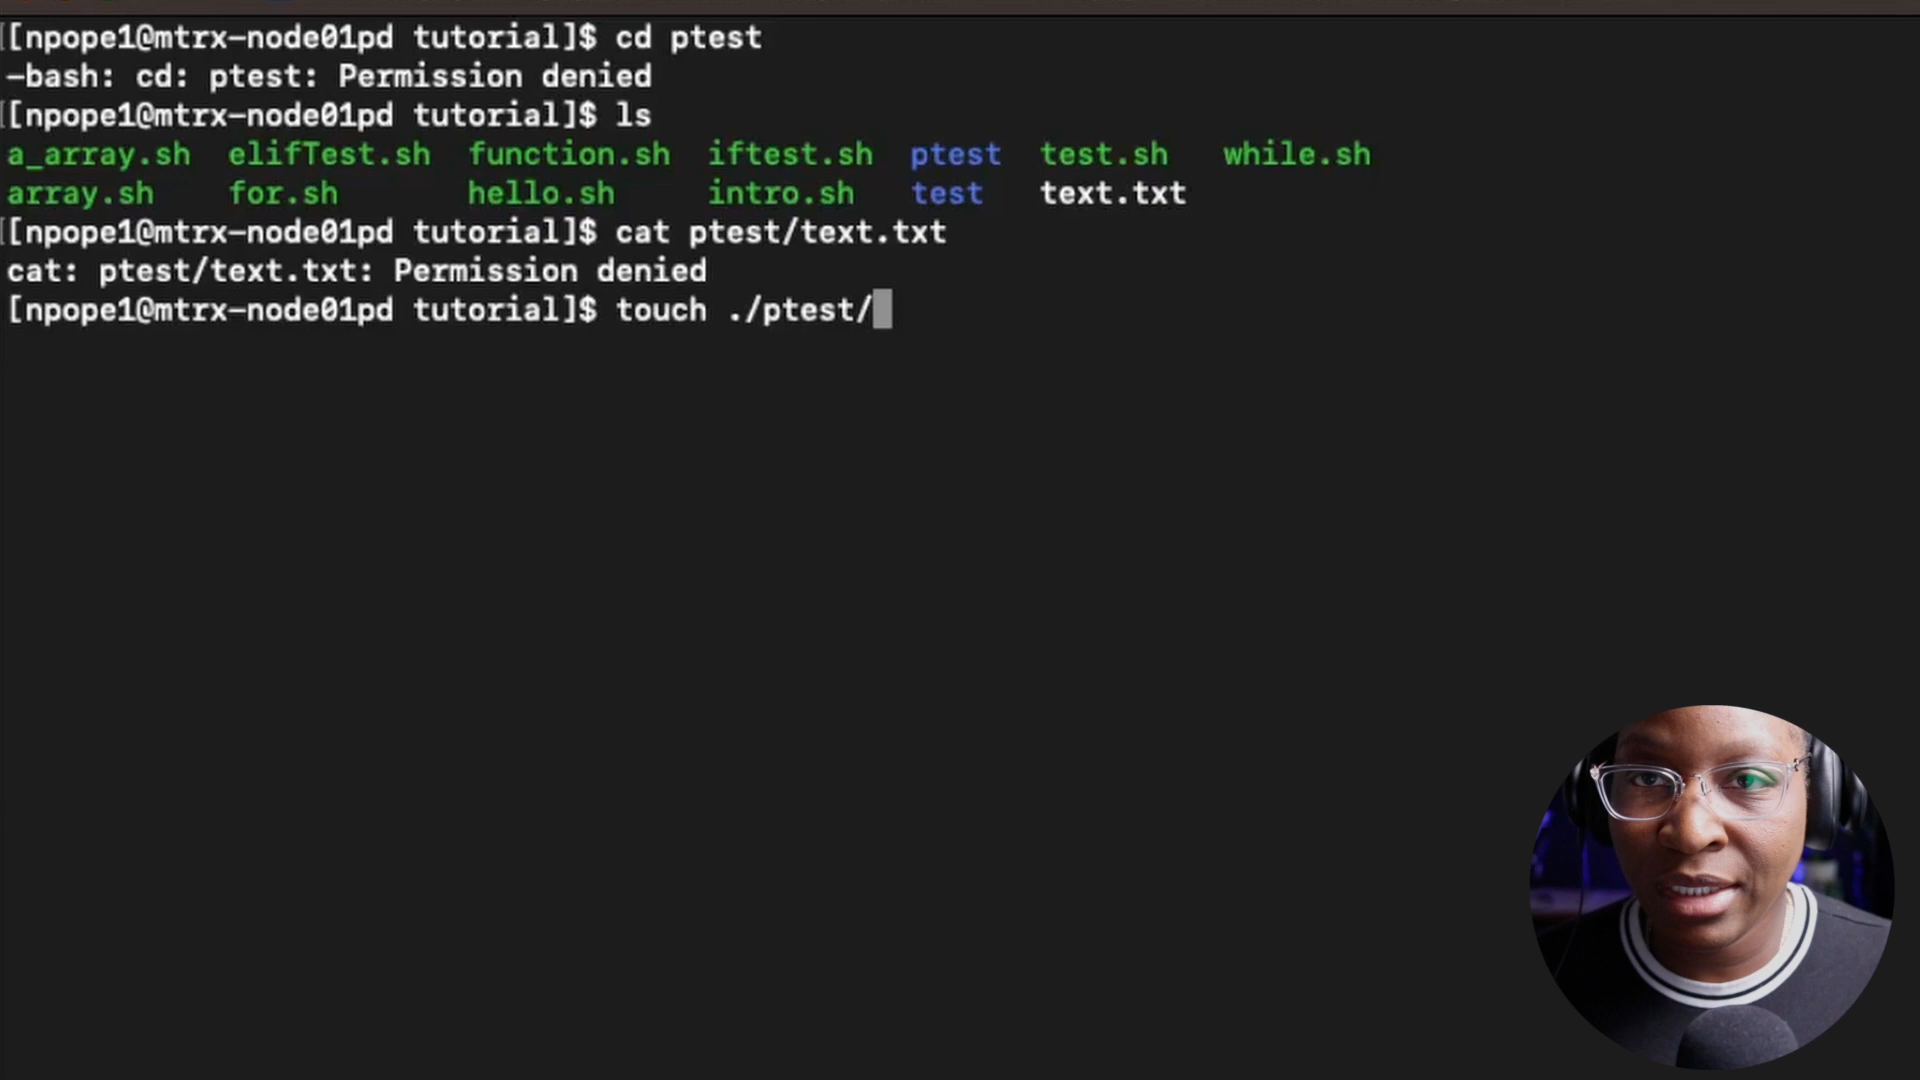 [[npope1@mtrx-node01pd tutorial]$ cd ptest
-bash: cd: ptest: Permission denied
[[npope1@mtrx-node01pd tutorial]$ ls
a_array.sh elifTest.sh function.sh iftest.sh ptest test.sh while.sh
array.sh for.sh hello.sh intro.sh test text.txt
[[npope1@mtrx-node01pd tutorial]$ cat ptest/text.txt
cat: ptest/text.txt: Permission denied
[npope1@mtrx-node01pd tutorial]$ touch ./ptest/